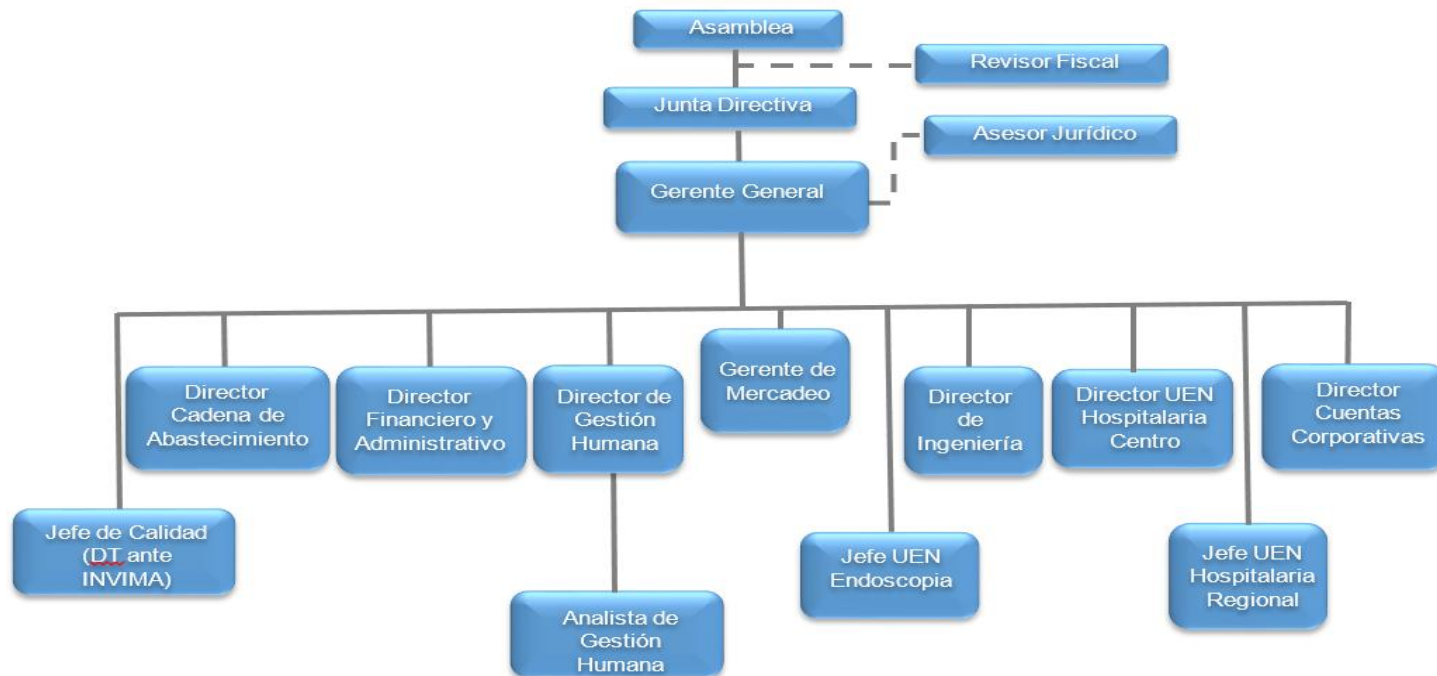 Asamblea
Revisor Fiscal
Junta Directiva
Asesor Jurídico
Gerente General
Gerente de
Mercadeo
Director
Cadena de
Abastecimiento
Director
Financiero y
Administrativo
Director de
Gestión
Humana
Director
de
Ingeniería
Director UEN
Hospitalaria
Centro
Director
Cuentas
Corporativas
Jefe de Calidad
(DT ante
INVIMA)
Jefe UEN
Endoscopia
Jefe UEN
Hospitalaria
Regional
Analista de
Gestión
Humana